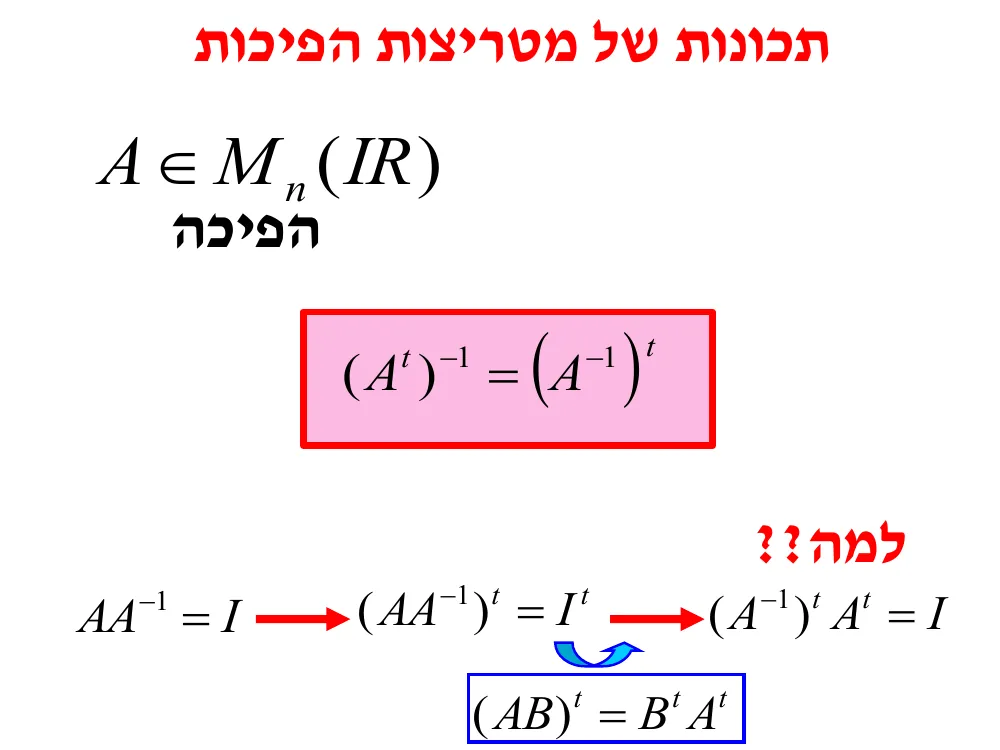 תכונות של מטריצות הפיכות
A ∈ M_n (IR)
הפיכה
(A^t)^{-1} = (A^{-1})^t
למה??
AA^{-1} = I → (AA^{-1})^t = I^t → (A^{-1})^t A^t = I
(AB)^t = B^t A^t